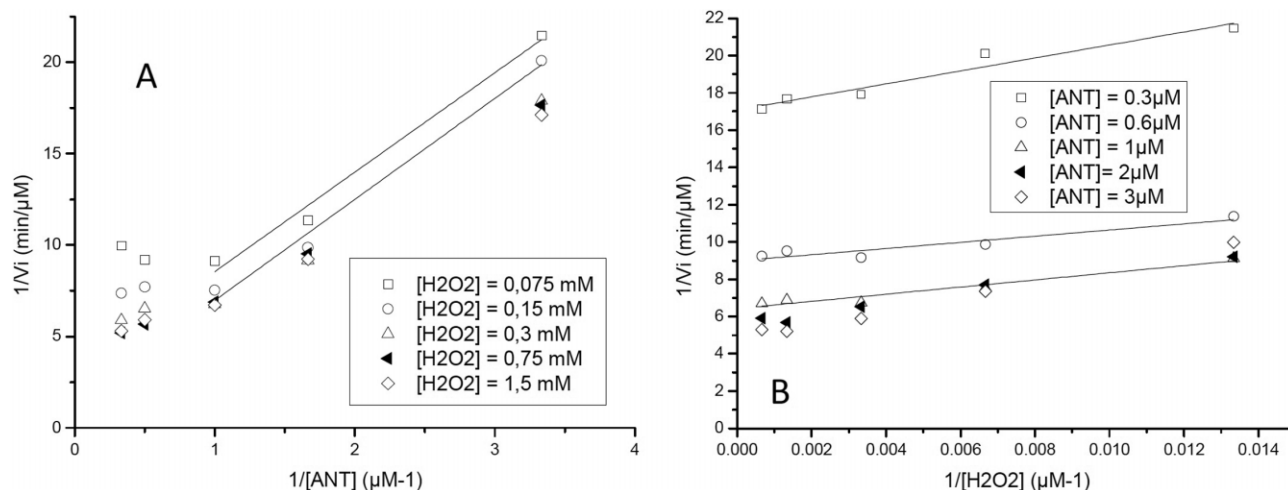 A
1/Vi (min/µM)
20
15
10
5
0
[H2O2] = 0,075 mM
[H2O2] = 0,15 mM
[H2O2] = 0,3 mM
[H2O2] = 0,75 mM
[H2O2] = 1,5 mM
0 1 2 3 4
1/[ANT] (µM-1)
B
1/Vi (min/µM)
22
20
18
16
14
12
10
8
6
4
2
0
[ANT] = 0.3µM
[ANT] = 0.6µM
[ANT] = 1µM
[ANT]= 2µM
[ANT] = 3µM
0.000 0.002 0.004 0.006 0.008 0.010 0.012 0.014
1/[H2O2] (µM-1)